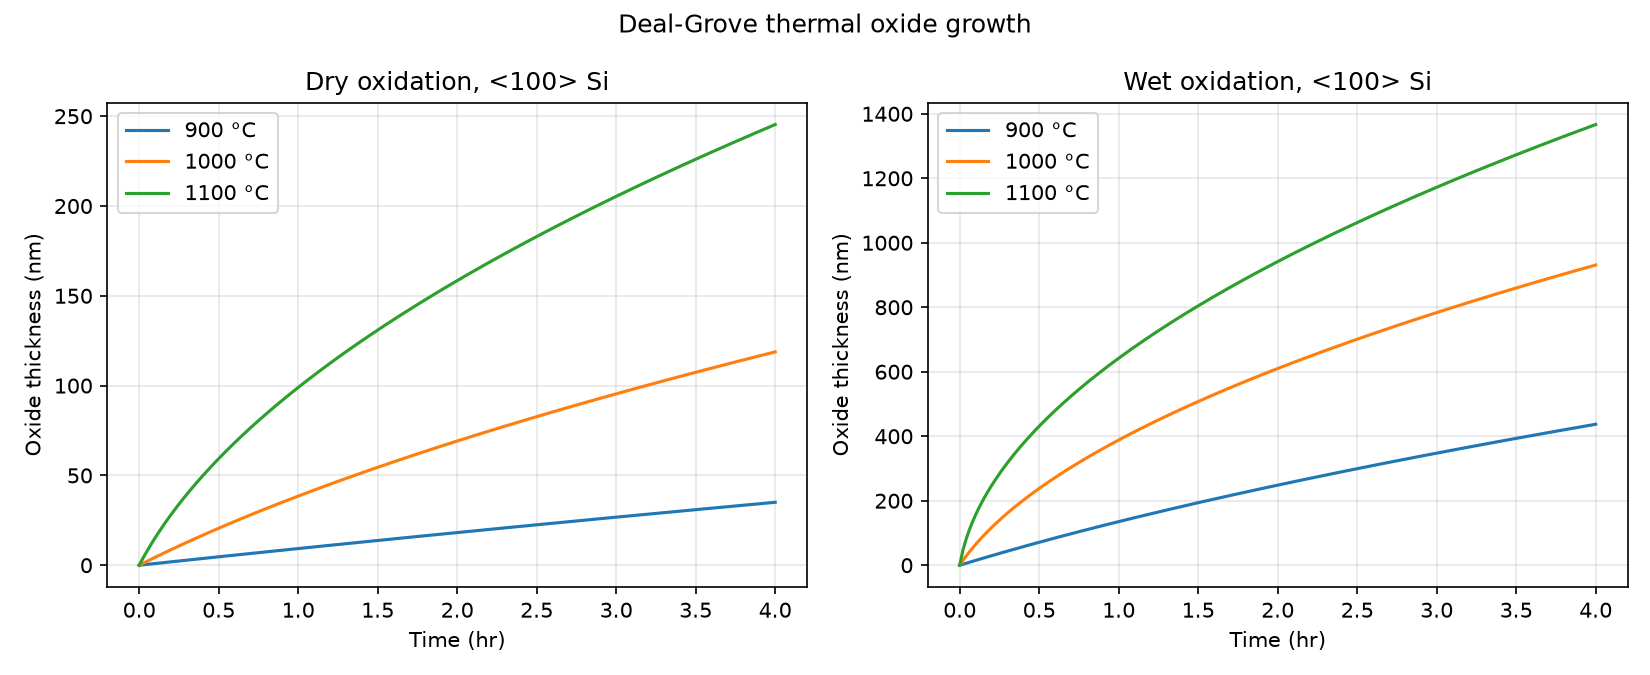 Deal-Grove thermal oxide growth
Dry oxidation, <100> Si
Oxide thickness (nm)
250
200
150
100
50
0
900 °C
1000 °C
1100 °C
0.0 0.5 1.0 1.5 2.0 2.5 3.0 3.5 4.0
Time (hr)
Wet oxidation, <100> Si
Oxide thickness (nm)
1400
1200
1000
800
600
400
200
0
900 °C
1000 °C
1100 °C
0.0 0.5 1.0 1.5 2.0 2.5 3.0 3.5 4.0
Time (hr)